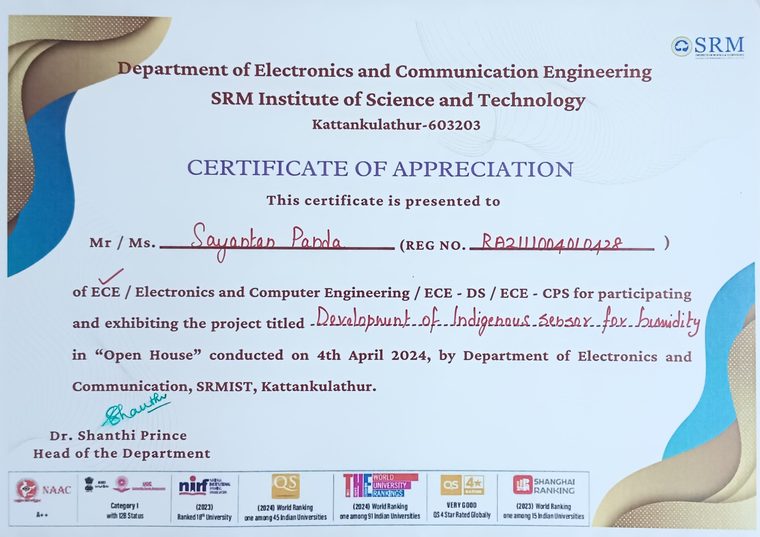 SRM
Department of Electronics and Communication Engineering
SRM Institute of Science and Technology
Kattankulathur-603203
CERTIFICATE OF APPRECIATION
This certificate is presented to
Mr / Ms. Sayantan Panda (REG NO. RA2111004010428 )
of ECE / Electronics and Computer Engineering / ECE - DS / ECE - CPS for participating
and exhibiting the project titled Development of Indigenous sensor for humidity
in “Open House” conducted on 4th April 2024, by Department of Electronics and
Communication, SRMIST, Kattankulathur.
Shanthi
Dr. Shanthi Prince
Head of the Department
NAAC
A++
Category I
with 12B Status
nirf
(2023)
Ranked 18th University
QS
(2024) World Ranking
one among 45 Indian Universities
THE WORLD
UNIVERSITY
RANKINGS
(2024) World Ranking
one among 91 Indian Universities
QS 4★
VERY GOOD
QS 4 Star Rated Globally
SHANGHAI
RANKING
(2023) World Ranking
one among 15 Indian Universities